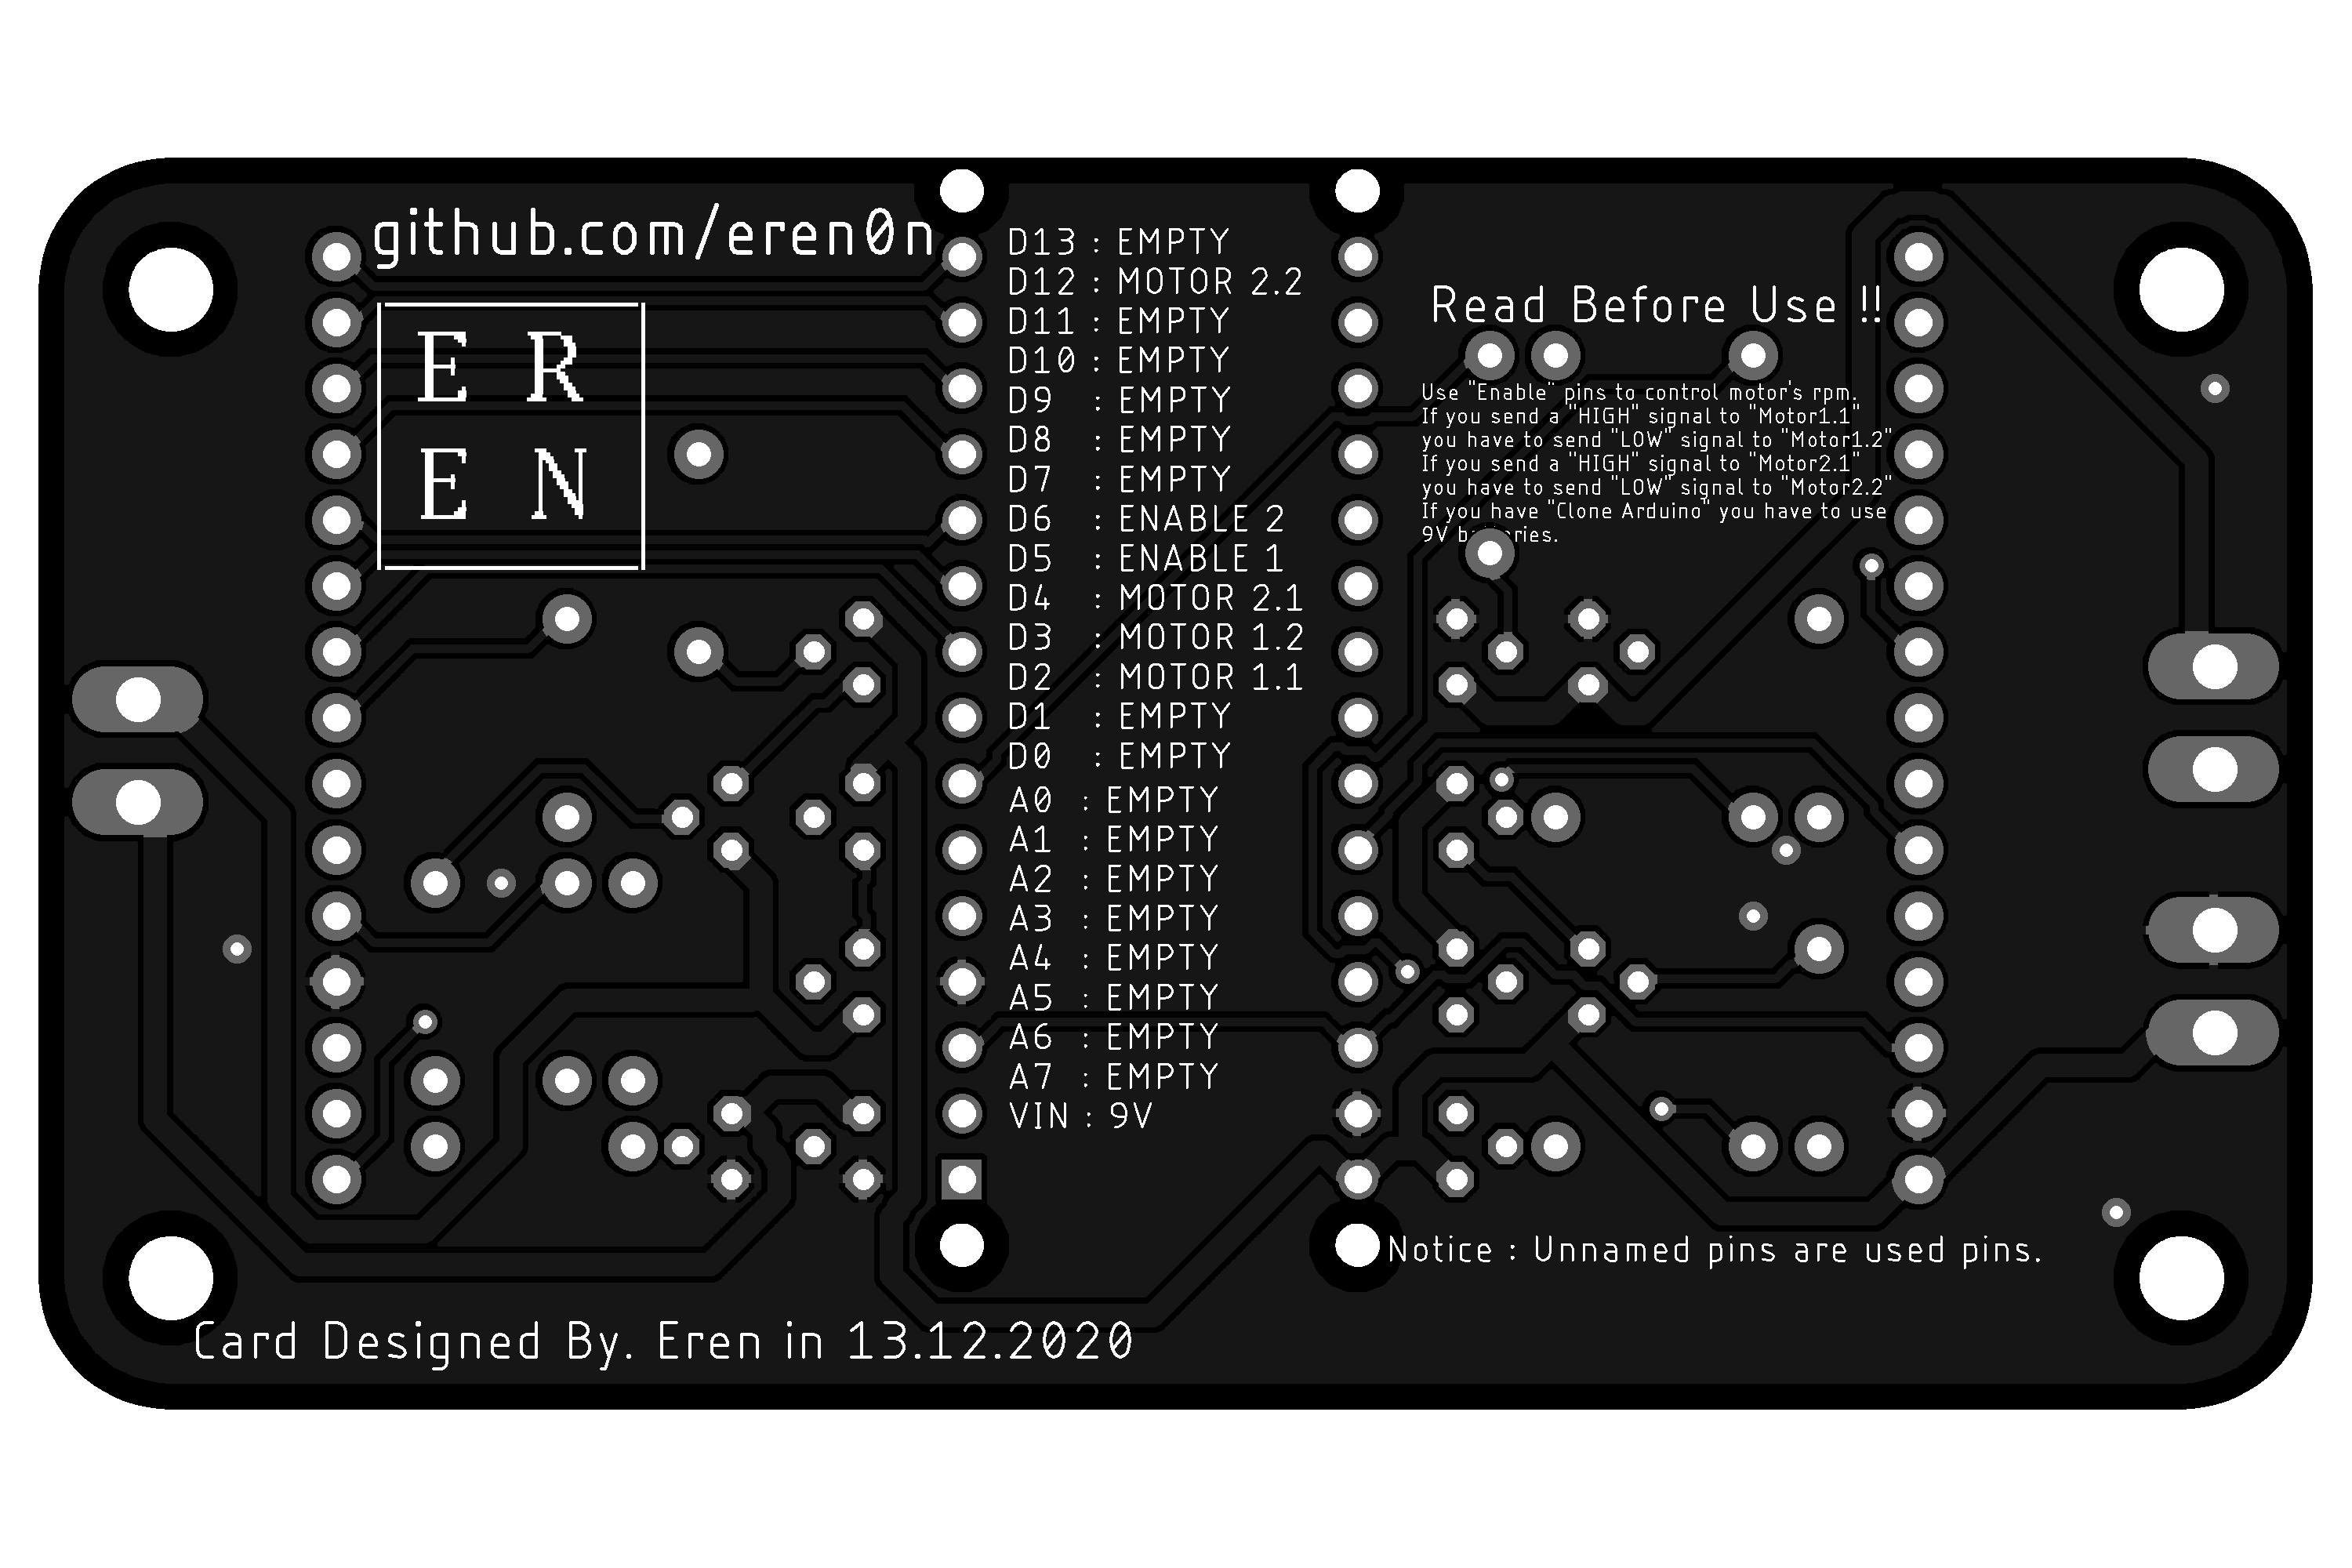 github.com/eren0n
E R
E N
D13 : EMPTY
D12 : MOTOR 2.2
D11 : EMPTY
D10 : EMPTY
D9 : EMPTY
D8 : EMPTY
D7 : EMPTY
D6 : ENABLE 2
D5 : ENABLE 1
D4 : MOTOR 2.1
D3 : MOTOR 1.2
D2 : MOTOR 1.1
D1 : EMPTY
D0 : EMPTY
A0 : EMPTY
A1 : EMPTY
A2 : EMPTY
A3 : EMPTY
A4 : EMPTY
A5 : EMPTY
A6 : EMPTY
A7 : EMPTY
VIN : 9V
Read Before Use !!
Use "Enable" pins to control motor's rpm.
If you send a "HIGH" signal to "Motor1.1"
you have to send "LOW" signal to "Motor1.2"
If you send a "HIGH" signal to "Motor2.1"
you have to send "LOW" signal to "Motor2.2"
If you have "Clone Arduino" you have to use
9V
Notice : Unnamed pins are used pins.
Card Designed By. Eren in 13.12.2020